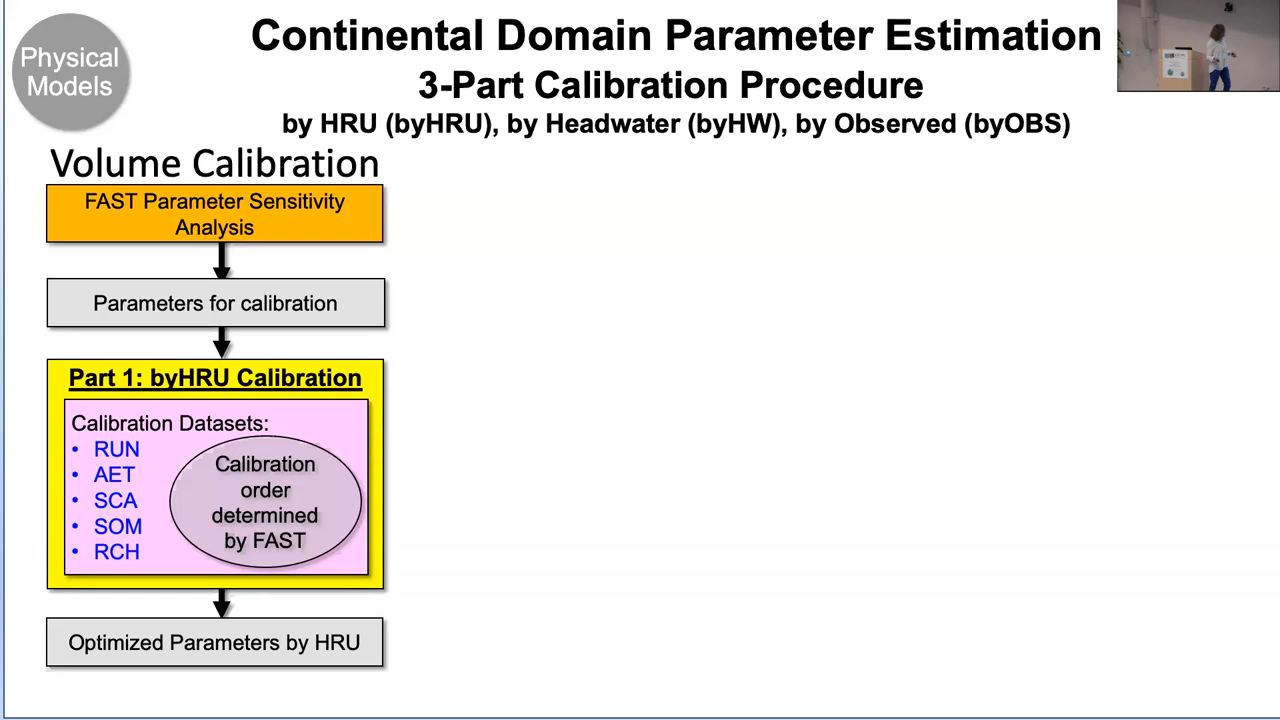 Physical
Models
Continental Domain Parameter Estimation
3-Part Calibration Procedure
by HRU (byHRU), by Headwater (byHW), by Observed (byOBS)
Volume Calibration
FAST Parameter Sensitivity
Analysis
Parameters for calibration
Part 1: byHRU Calibration
Calibration Datasets:
• RUN
• AET
• SCA
• SOM
• RCH
Calibration
order
determined
by FAST
Optimized Parameters by HRU